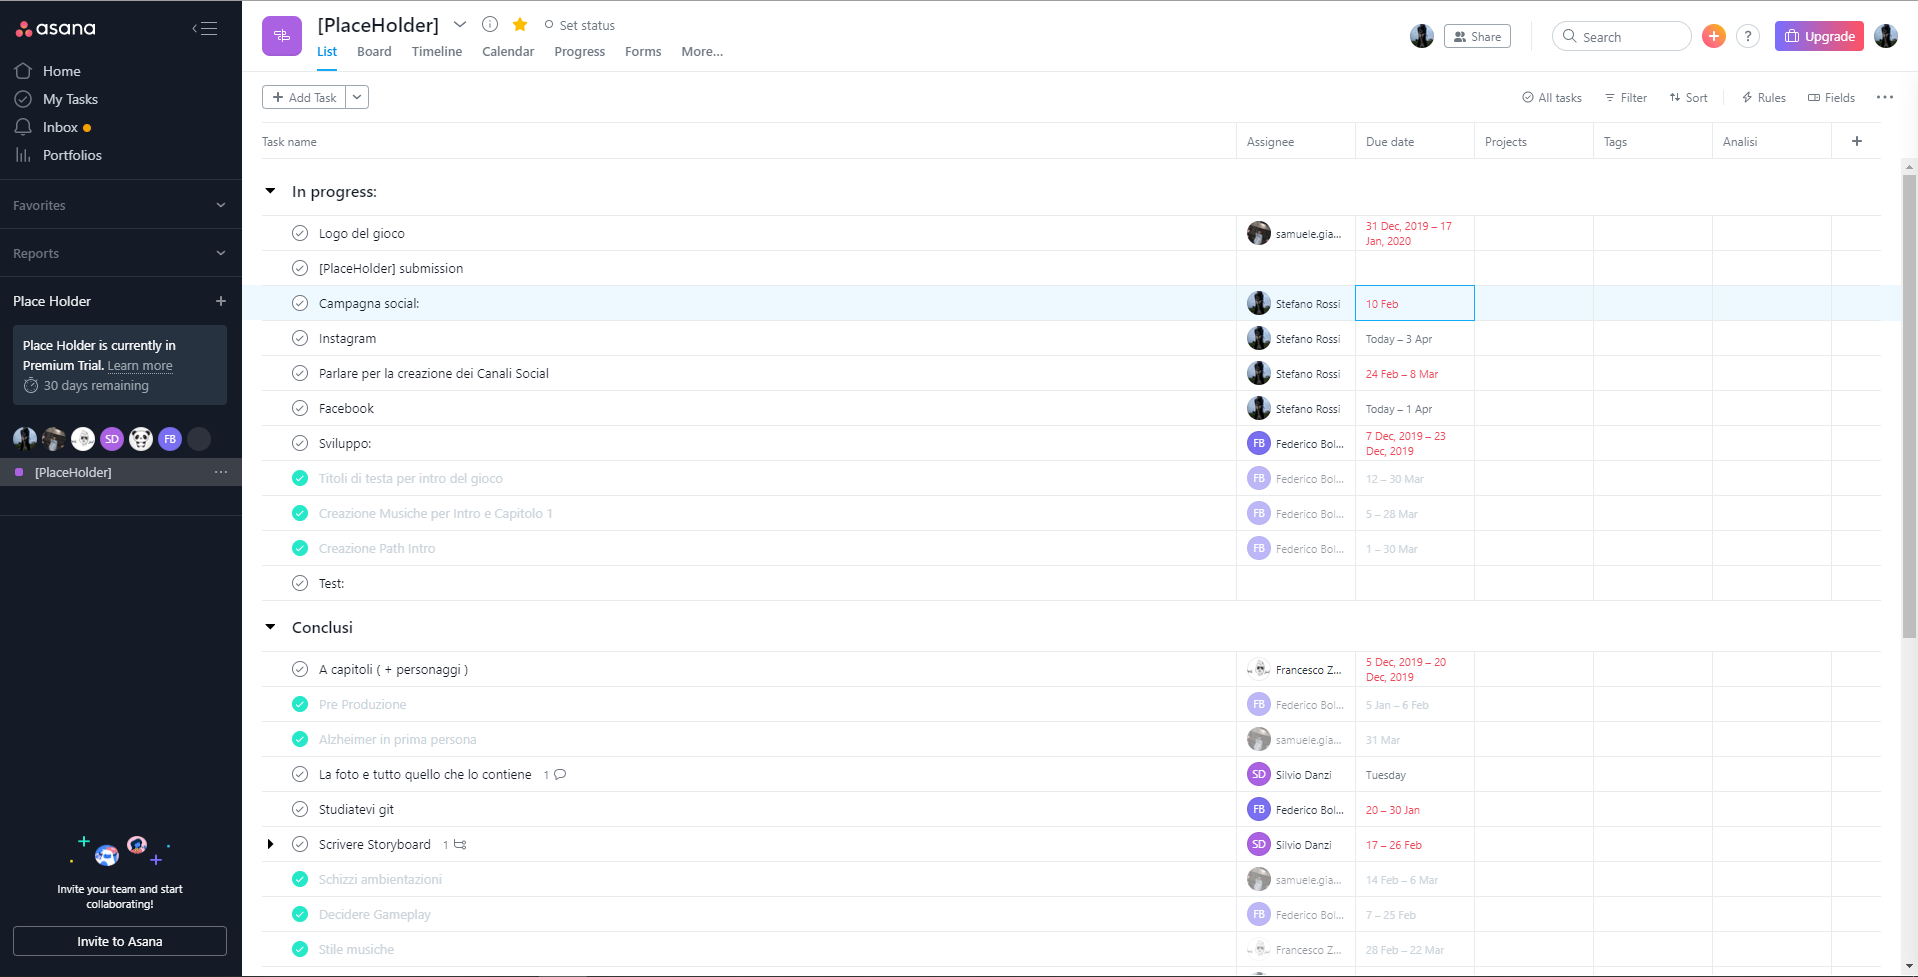 asana
Home
My Tasks
Inbox
Portfolios
Favorites
Reports
Place Holder
Place Holder is currently in
Premium Trial. Learn more
30 days remaining
SD FB
[PlaceHolder]
Invite your team and start
collaborating!
Invite to Asana
[PlaceHolder] Set status
List Board Timeline Calendar Progress Forms More...
Share
Search
?
Upgrade
Add Task
All tasks Filter Sort Rules Fields
Task name Assignee Due date Projects Tags Analisi
In progress:
Logo del gioco samuele.gia... 31 Dec, 2019 – 17
Jan, 2020
[PlaceHolder] submission
Campagna social: Stefano Rossi 10 Feb
Instagram Stefano Rossi Today – 3 Apr
Parlare per la creazione dei Canali Social Stefano Rossi 24 Feb – 8 Mar
Facebook Stefano Rossi Today – 1 Apr
Sviluppo: FB Federico Bol... 7 Dec, 2019 – 23
Dec, 2019
Titoli di testa per intro del gioco FB Federico Bol... 12 – 30 Mar
Creazione Musiche per Intro e Capitolo 1 FB Federico Bol... 5 – 28 Mar
Creazione Path Intro FB Federico Bol... 1 – 30 Mar
Test:
Conclusi
A capitoli ( + personaggi ) Francesco Z... 5 Dec, 2019 – 20
Dec, 2019
Pre Produzione FB Federico Bol... 5 Jan – 6 Feb
Alzheimer in prima persona samuele.gia... 31 Mar
La foto e tutto quello che lo contiene 1 SD Silvio Danzi Tuesday
Studiatevi git FB Federico Bol... 20 – 30 Jan
Scrivere Storyboard 1 SD Silvio Danzi 17 – 26 Feb
Schizzi ambientazioni samuele.gia... 14 Feb – 6 Mar
Decidere Gameplay FB Federico Bol... 7 – 25 Feb
Stile musiche Francesco Z... 28 Feb – 22 Mar